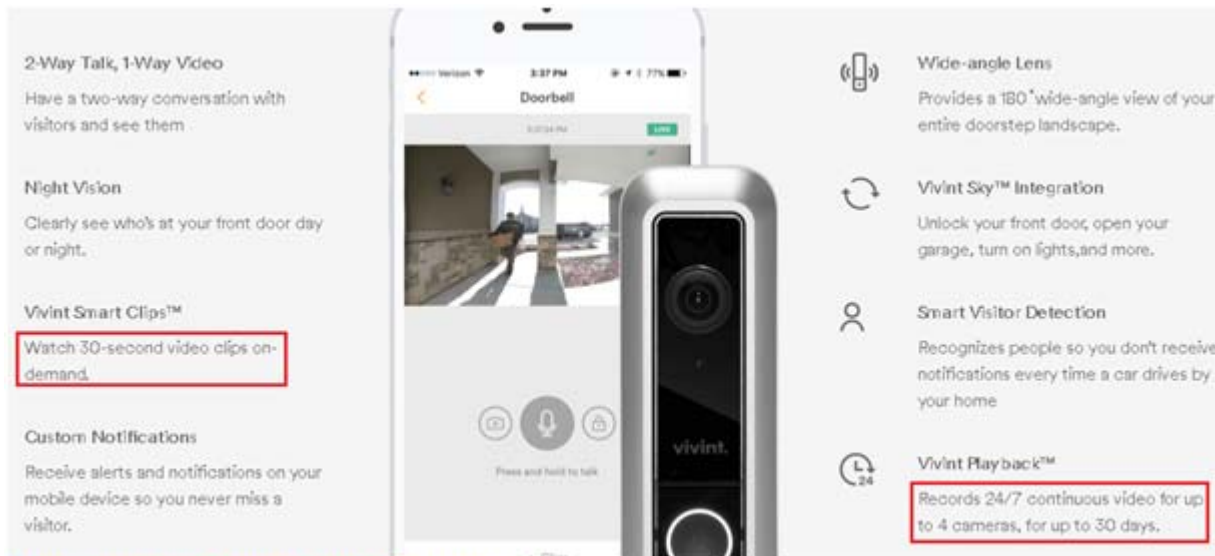 2-Way Talk, 1-Way Video
Have a two-way conversation with
visitors and see them
Night Vision
Clearly see who's at your front door day
or night.
Vivint Smart Clips™
Watch 30-second video clips on-
demand.
Custom Notifications
Receive alerts and notifications on your
mobile device so you never miss a
visitor.
Verizon 3:37 PM 77%
Doorbell
LIVE
Press and hold to talk
vivint.
Wide-angle Lens
Provides a 180° wide-angle view of your
entire doorstep landscape.
Vivint Sky™ Integration
Unlock your front door, open your
garage, turn on lights,and more.
Smart Visitor Detection
Recognizes people so you don't receive
notifications every time a car drives by
your home
24
Vivint Playback™
Records 24/7 continuous video for up
to 4 cameras, for up to 30 days.